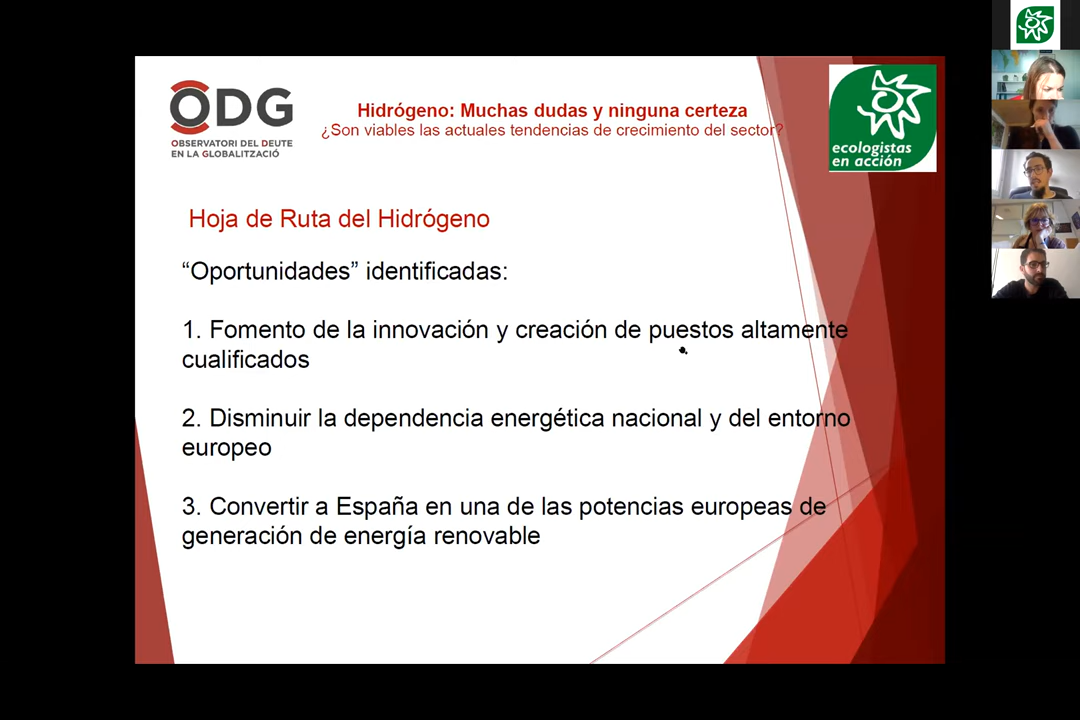 ODG
OBSERVATORI DEL DEUTE
EN LA GLOBALITZACIÓ
Hidrógeno: Muchas dudas y ninguna certeza
¿Son viables las actuales tendencias de crecimiento del sector?
ecologistas
en acción
Hoja de Ruta del Hidrógeno
“Oportunidades” identificadas:
1. Fomento de la innovación y creación de puestos altamente
cualificados
2. Disminuir la dependencia energética nacional y del entorno
europeo
3. Convertir a España en una de las potencias europeas de
generación de energía renovable